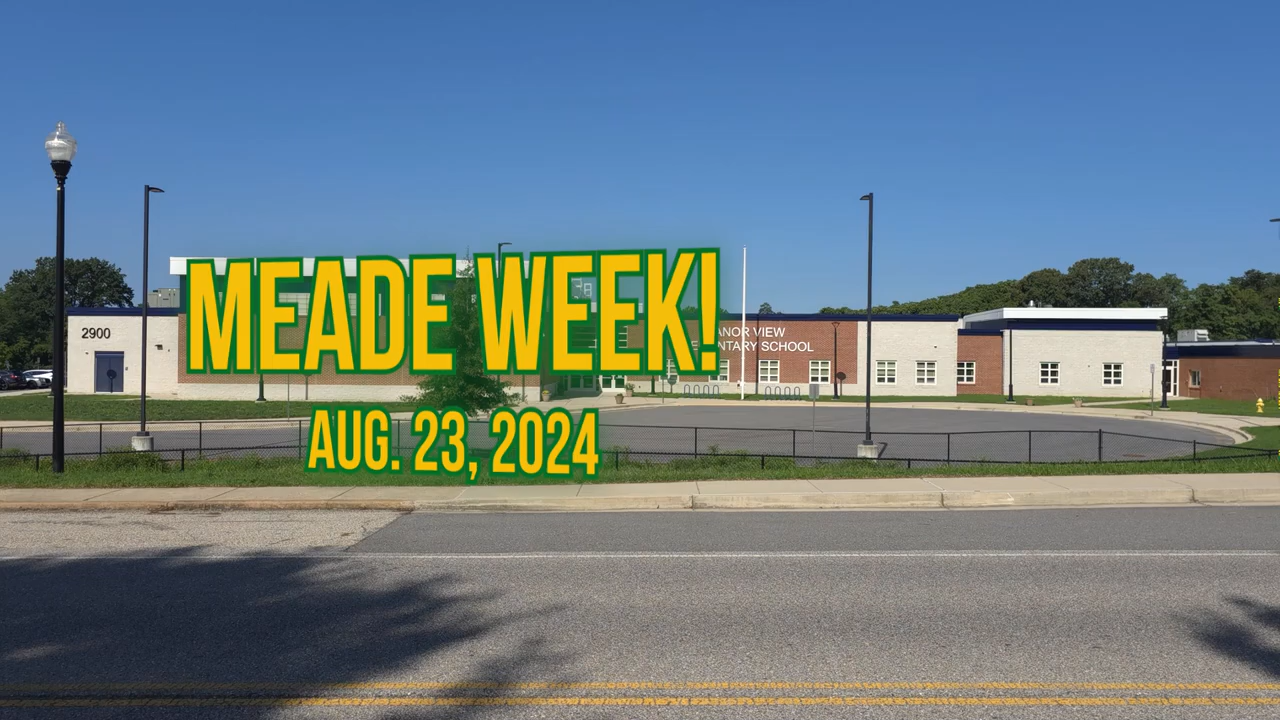 MEADE WEEK!
AUG. 23, 2024
2900
ANOR VIEW
NTARY SCHOOL